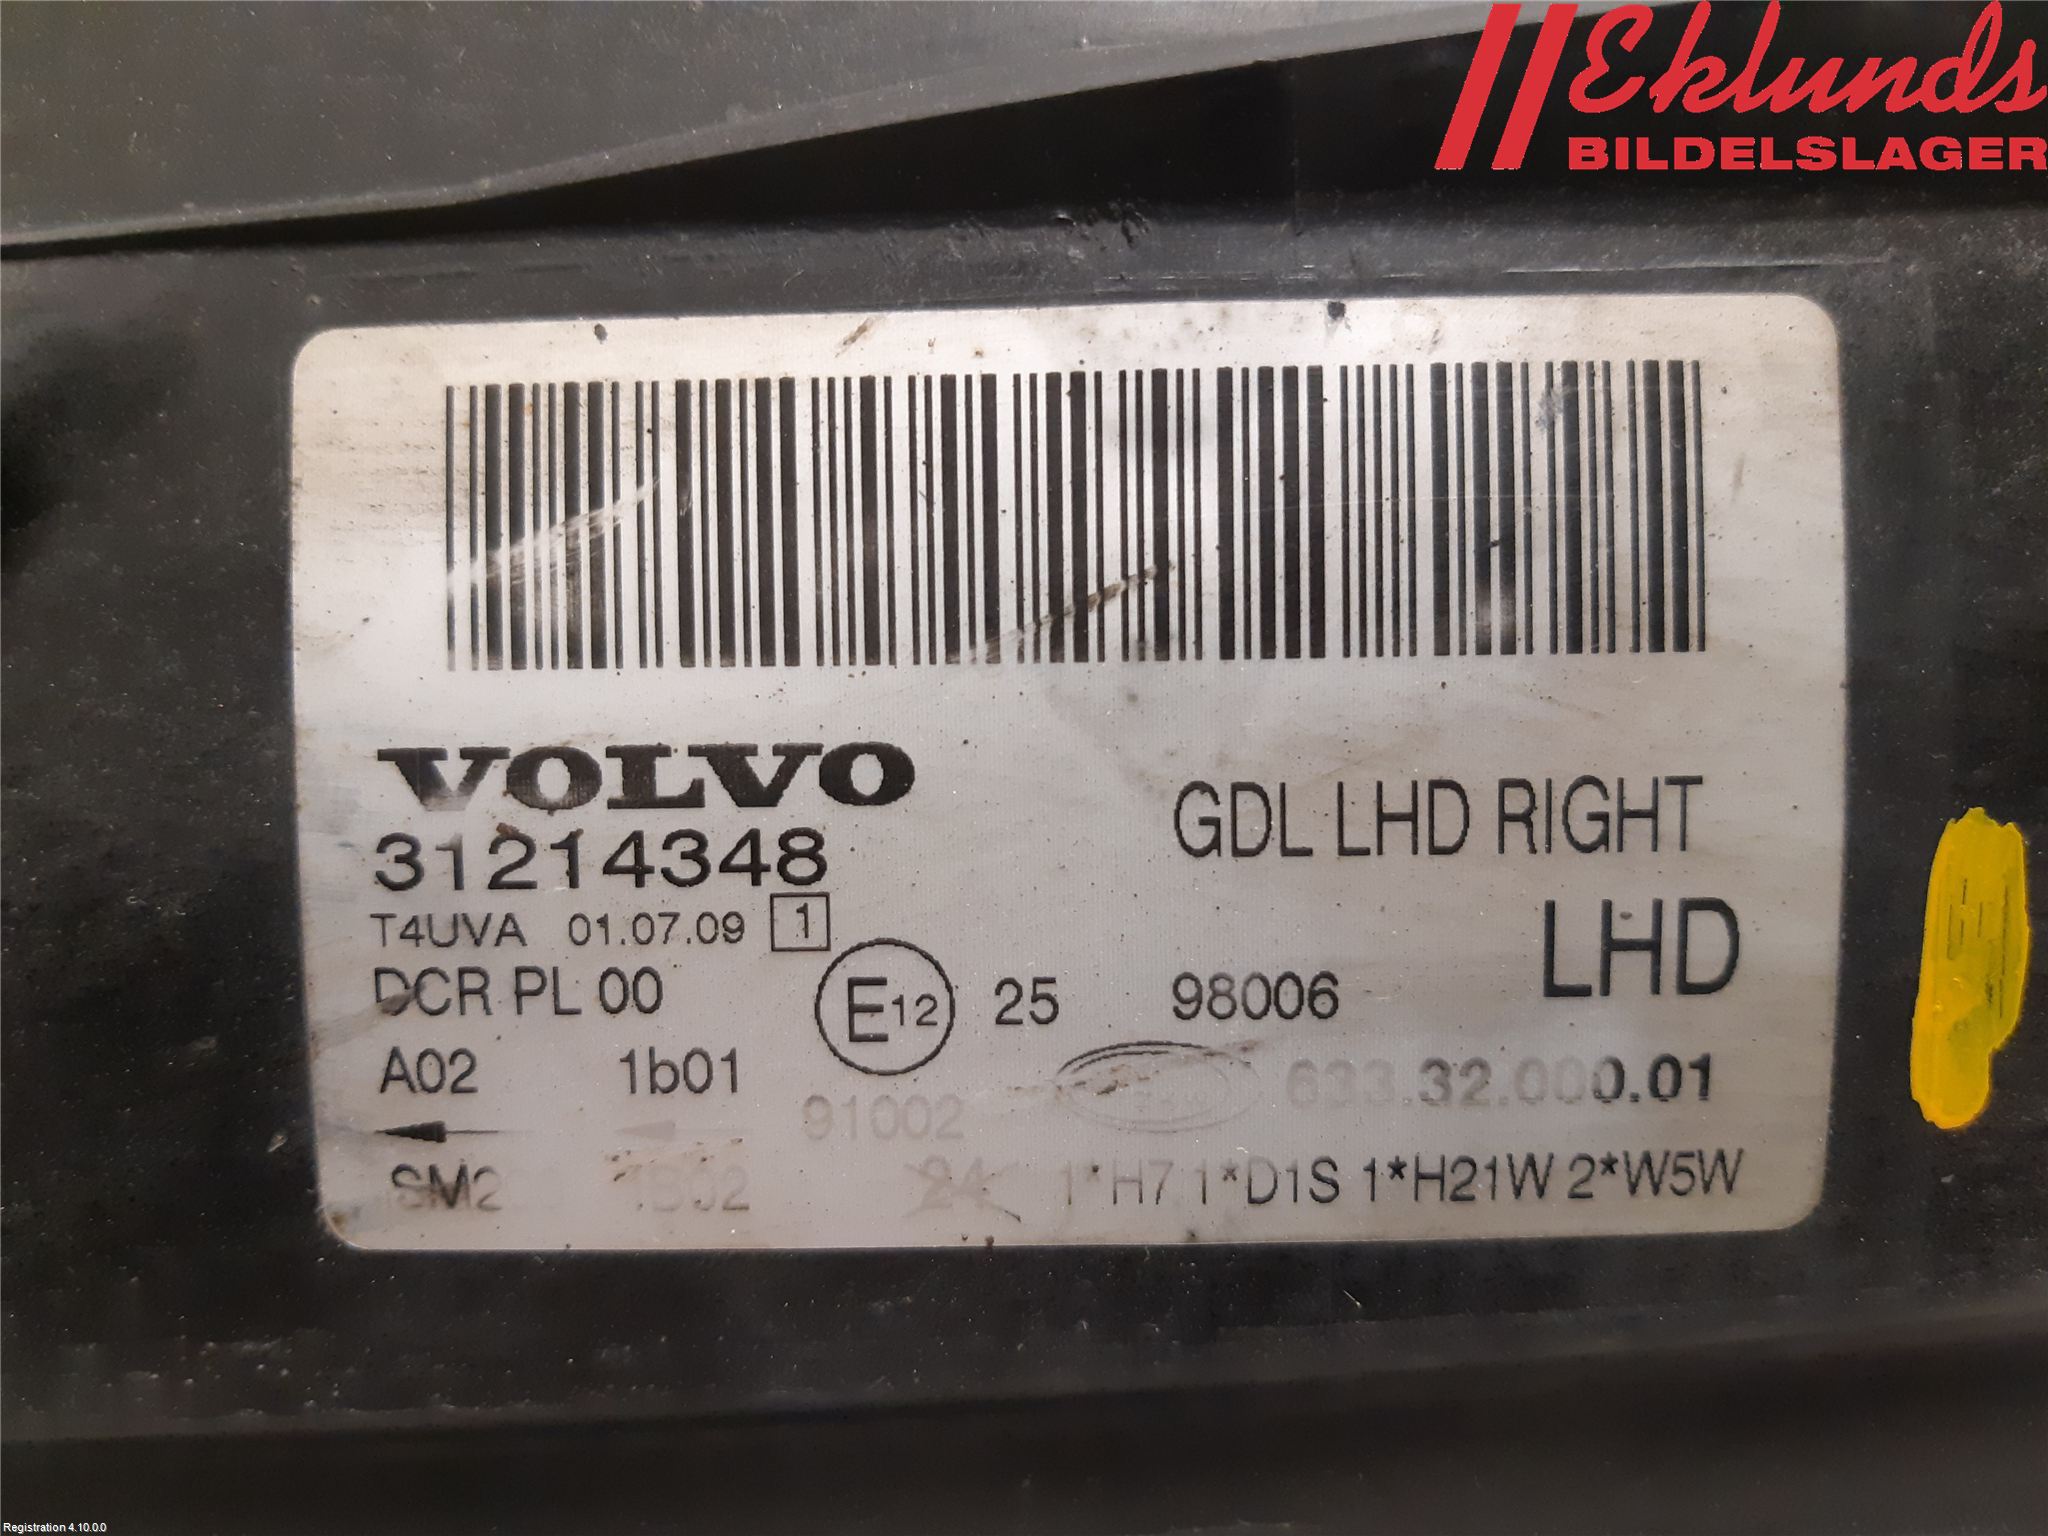 Eklunds
BILDELSLAGER
VOLVO
31214348
GDL LHD RIGHT
T4UVA 01.07.09 1
LHD
DCR PL 00
E12 25 98006
A02 1b01
.32.000.01
91002
24 1*H7 1*D1S 1*H21W 2*W5W
Registration 4.10.0.0